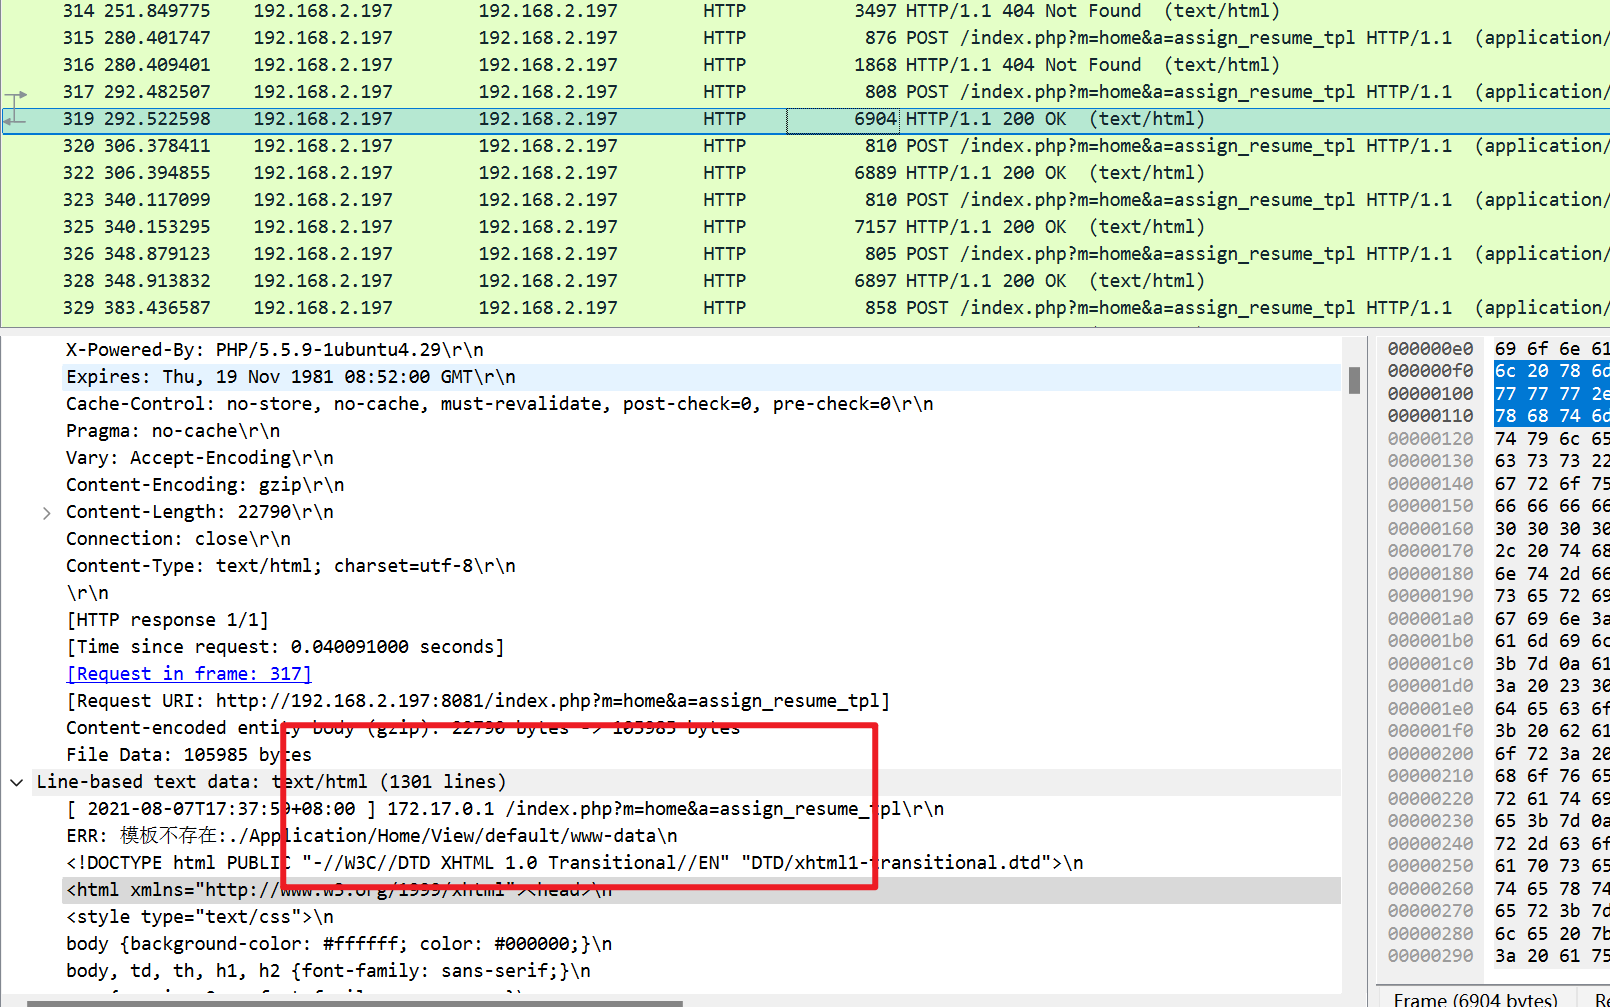 314 251.849775 192.168.2.197 192.168.2.197 HTTP 3497 HTTP/1.1 404 Not Found (text/html)
315 280.401747 192.168.2.197 192.168.2.197 HTTP 876 POST /index.php?m=home&a=assign_resume_tpl HTTP/1.1 (application/
316 280.409401 192.168.2.197 192.168.2.197 HTTP 1868 HTTP/1.1 404 Not Found (text/html)
317 292.482507 192.168.2.197 192.168.2.197 HTTP 808 POST /index.php?m=home&a=assign_resume_tpl HTTP/1.1 (application/
319 292.522598 192.168.2.197 192.168.2.197 HTTP 6904 HTTP/1.1 200 OK (text/html)
320 306.378411 192.168.2.197 192.168.2.197 HTTP 810 POST /index.php?m=home&a=assign_resume_tpl HTTP/1.1 (application/
322 306.394855 192.168.2.197 192.168.2.197 HTTP 6889 HTTP/1.1 200 OK (text/html)
323 340.117099 192.168.2.197 192.168.2.197 HTTP 810 POST /index.php?m=home&a=assign_resume_tpl HTTP/1.1 (application/
325 340.153295 192.168.2.197 192.168.2.197 HTTP 7157 HTTP/1.1 200 OK (text/html)
326 348.879123 192.168.2.197 192.168.2.197 HTTP 805 POST /index.php?m=home&a=assign_resume_tpl HTTP/1.1 (application/
328 348.913832 192.168.2.197 192.168.2.197 HTTP 6897 HTTP/1.1 200 OK (text/html)
329 383.436587 192.168.2.197 192.168.2.197 HTTP 858 POST /index.php?m=home&a=assign_resume_tpl HTTP/1.1 (application/
X-Powered-By: PHP/5.5.9-1ubuntu4.29\r\n
Expires: Thu, 19 Nov 1981 08:52:00 GMT\r\n
Cache-Control: no-store, no-cache, must-revalidate, post-check=0, pre-check=0\r\n
Pragma: no-cache\r\n
Vary: Accept-Encoding\r\n
Content-Encoding: gzip\r\n
Content-Length: 22790\r\n
Connection: close\r\n
Content-Type: text/html; charset=utf-8\r\n
\r\n
[HTTP response 1/1]
[Time since request: 0.040091000 seconds]
[Request in frame: 317]
[Request URI: http://192.168.2.197:8081/index.php?m=home&a=assign_resume_tpl]
Content-encoded entity body (gzip): 22790 bytes -> 105985 bytes
File Data: 105985 bytes
Line-based text data: text/html (1301 lines)
[ 2021-08-07T17:37:59+08:00 ] 172.17.0.1 /index.php?m=home&a=assign_resume_tpl\r\n
ERR: 模板不存在:./Application/Home/View/default/www-data\n
<!DOCTYPE html PUBLIC "-//W3C//DTD XHTML 1.0 Transitional//EN" "DTD/xhtml1-transitional.dtd">\n
<html xmlns="http://www.w3.org/1999/xhtml"><head>\n
<style type="text/css">\n
body {background-color: #ffffff; color: #000000;}\n
body, td, th, h1, h2 {font-family: sans-serif;}\n
000000e0 69 6f 6e 61
000000f0 6c 20 78 6d
00000100 77 77 77 2e
00000110 78 68 74 6d
00000120 74 79 6c 65
00000130 63 73 73 22
00000140 67 72 6f 75
00000150 66 66 66 66
00000160 30 30 30 30
00000170 2c 20 74 68
00000180 6e 74 2d 66
00000190 73 65 72 69
000001a0 67 69 6e 3a
000001b0 61 6d 69 6c
000001c0 3b 7d 0a 61
000001d0 3a 20 23 30
000001e0 64 65 63 6f
000001f0 3b 20 62 61
00000200 6f 72 3a 20
00000210 68 6f 76 65
00000220 72 61 74 69
00000230 65 3b 7d 0a
00000240 72 2d 63 6f
00000250 61 70 73 65
00000260 74 65 78 74
00000270 65 72 3b 7d
00000280 6c 65 20 7b
00000290 3a 20 61 75
Frame (6904 bytes)